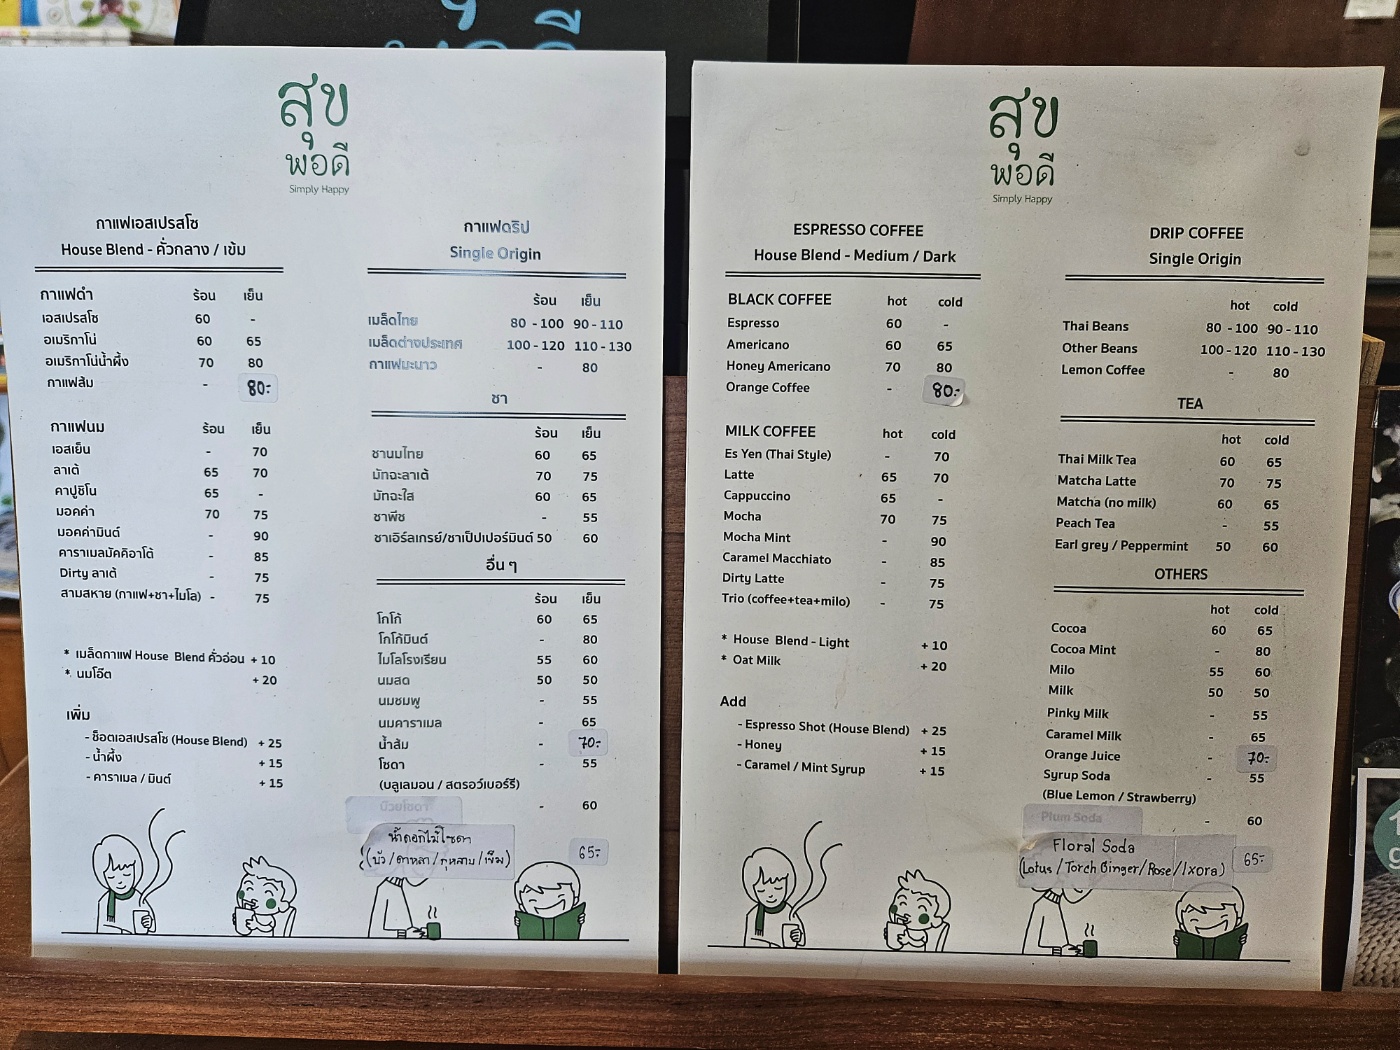 สุข
พอดี
Simply Happy
กาแฟเอสเปรสโซ
House Blend - คั่วกลาง / เข้ม
กาแฟดำ ร้อน เย็น
เอสเปรสโซ 60 -
อเมริกาโน่ 60 65
อเมริกาโน่น้ำผึ้ง 70 80
กาแฟส้ม - 80.-
กาแฟนม ร้อน เย็น
เอสเย็น - 70
ลาเต้ 65 70
คาปูชิโน 65 -
มอคค่า 70 75
มอคค่ามินต์ - 90
คาราเมลมัคคิอาโต้ - 85
Dirty ลาเต้ - 75
สามสหาย (กาแฟ+ชา+ไมโล) - 75
* เมล็ดกาแฟ House Blend คั่วอ่อน + 10
* นมโอ๊ต + 20
เพิ่ม
- ช็อตเอสเปรสโซ (House Blend) + 25
- น้ำผึ้ง + 15
- คาราเมล / มินต์ + 15
กาแฟดริป
Single Origin
ร้อน เย็น
เมล็ดไทย 80 - 100 90 - 110
เมล็ดต่างประเทศ 100 - 120 110 - 130
กาแฟมะนาว - 80
ชา
ร้อน เย็น
ชานมไทย 60 65
มัทฉะลาเต้ 70 75
มัทฉะใส 60 65
ชาพีช - 55
ชาเอิร์ลเกรย์/ชาเป็ปเปอร์มินต์ 50 60
อื่น ๆ
ร้อน เย็น
โกโก้ 60 65
โกโก้มินต์ - 80
ไมโลโรงเรียน 55 60
นมสด 50 50
นมชมพู - 55
นมคาราเมล - 65
น้ำส้ม - 70.-
โซดา - 55
(บลูเลมอน / สตรอว์เบอร์รี)
บ๊วยโซดา - 60
น้ำดอกไม้โซดา
(บัว / ดาหลา / กุหลาบ / เข็ม) 65.-
สุข
พอดี
Simply Happy
ESPRESSO COFFEE
House Blend - Medium / Dark
BLACK COFFEE hot cold
Espresso 60 -
Americano 60 65
Honey Americano 70 80
Orange Coffee - 80.-
MILK COFFEE hot cold
Es Yen (Thai Style) - 70
Latte 65 70
Cappuccino 65 -
Mocha 70 75
Mocha Mint - 90
Caramel Macchiato - 85
Dirty Latte - 75
Trio (coffee+tea+milo) - 75
* House Blend - Light + 10
* Oat Milk + 20
Add
- Espresso Shot (House Blend) + 25
- Honey + 15
- Caramel / Mint Syrup + 15
DRIP COFFEE
Single Origin
hot cold
Thai Beans 80 - 100 90 - 110
Other Beans 100 - 120 110 - 130
Lemon Coffee - 80
TEA
hot cold
Thai Milk Tea 60 65
Matcha Latte 70 75
Matcha (no milk) 60 65
Peach Tea - 55
Earl grey / Peppermint 50 60
OTHERS
hot cold
Cocoa 60 65
Cocoa Mint - 80
Milo 55 60
Milk 50 50
Pinky Milk - 55
Caramel Milk - 65
Orange Juice - 70.-
Syrup Soda - 55
(Blue Lemon / Strawberry)
Plum Soda - 60
Floral Soda
(Lotus / Torch Ginger / Rose / Ixora) 65.-